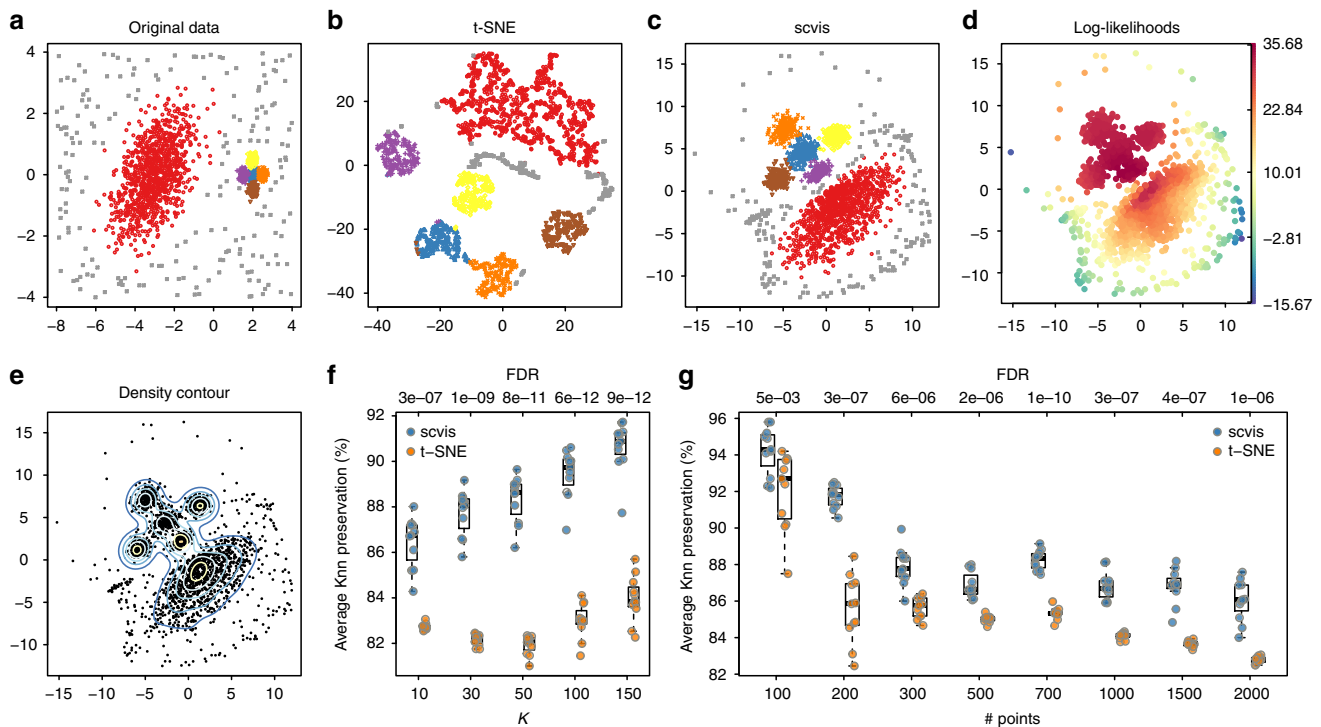 a
Original data
4
2
0
−2
−4
−8 −6 −4 −2 0 2 4
b
t-SNE
20
0
−20
−40
−40 −20 0 20
c
scvis
15
10
5
0
−5
−10
−15 −10 −5 0 5 10
d
Log-likelihoods
15
10
5
0
−5
−10
−15 −10 −5 0 5 10
35.68
22.84
10.01
−2.81
−15.67
e
Density contour
15
10
5
0
−5
−10
−15 −10 −5 0 5 10
f
FDR
3e−07 1e−09 8e−11 6e−12 9e−12
Average Knn preservation (%)
92
90
88
86
84
82
scvis
t−SNE
10 30 50 100 150
K
g
FDR
5e−03 3e−07 6e−06 2e−06 1e−10 3e−07 4e−07 1e−06
Average Knn preservation (%)
96
94
92
90
88
86
84
82
scvis
t−SNE
100 200 300 500 700 1000 1500 2000
# points